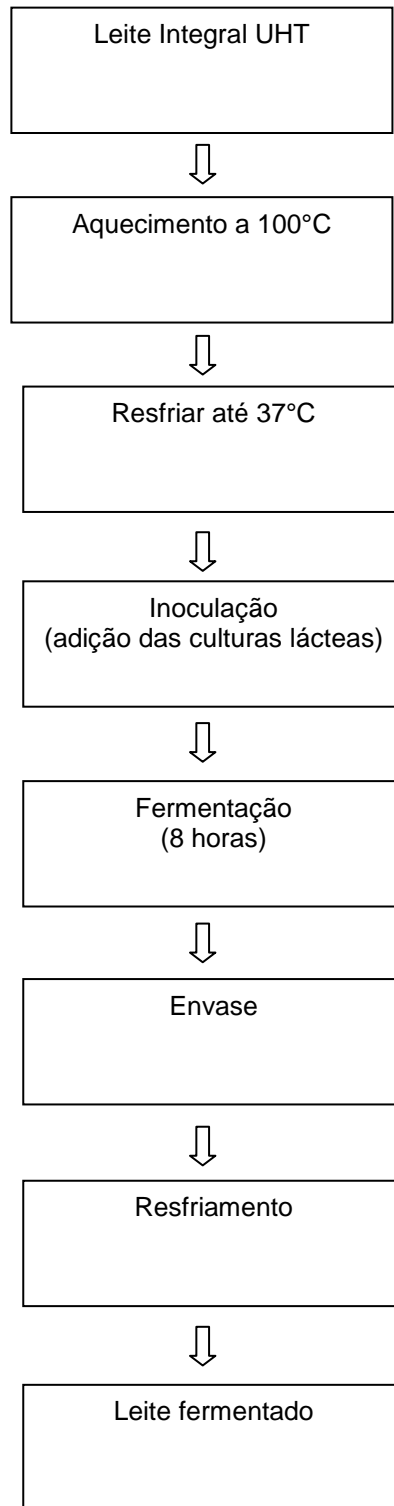 Leite Integral UHT
Aquecimento a 100°C
Resfriar até 37°C
Inoculação
(adição das culturas lácteas)
Fermentação
(8 horas)
Envase
Resfriamento
Leite fermentado